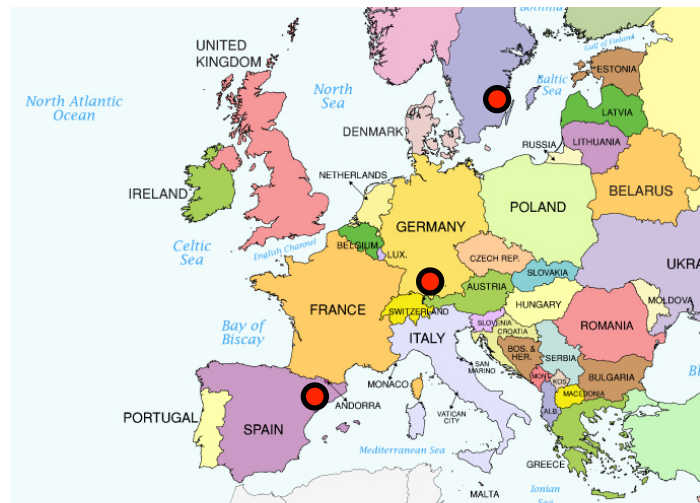 Bothnia
Gulf of Finland
UNITED
KINGDOM
ESTONIA
North
Sea
Baltic
Sea
North Atlantic
Ocean
LATVIA
DENMARK
LITHUANIA
RUSSIA
NETHERLANDS
BELARUS
IRELAND
POLAND
GERMANY
Celtic
Sea
English Channel
BELGIUM
LUX.
CZECH REP.
UKRA
SLOVAKIA
AUSTRIA
MOLDOVA
HUNGARY
FRANCE
SWITZERLAND
SLOVENIA
CROATIA
ROMANIA
Bay of
Biscay
ITALY
BOS. &
HER.
SERBIA
SAN
MARINO
MONT.
KOS.
BULGARIA
MONACO
MACEDONIA
ANDORRA
ALB.
PORTUGAL
VATICAN
CITY
SPAIN
Mediterranean Sea
GREECE
Ionian
Sea
MALTA